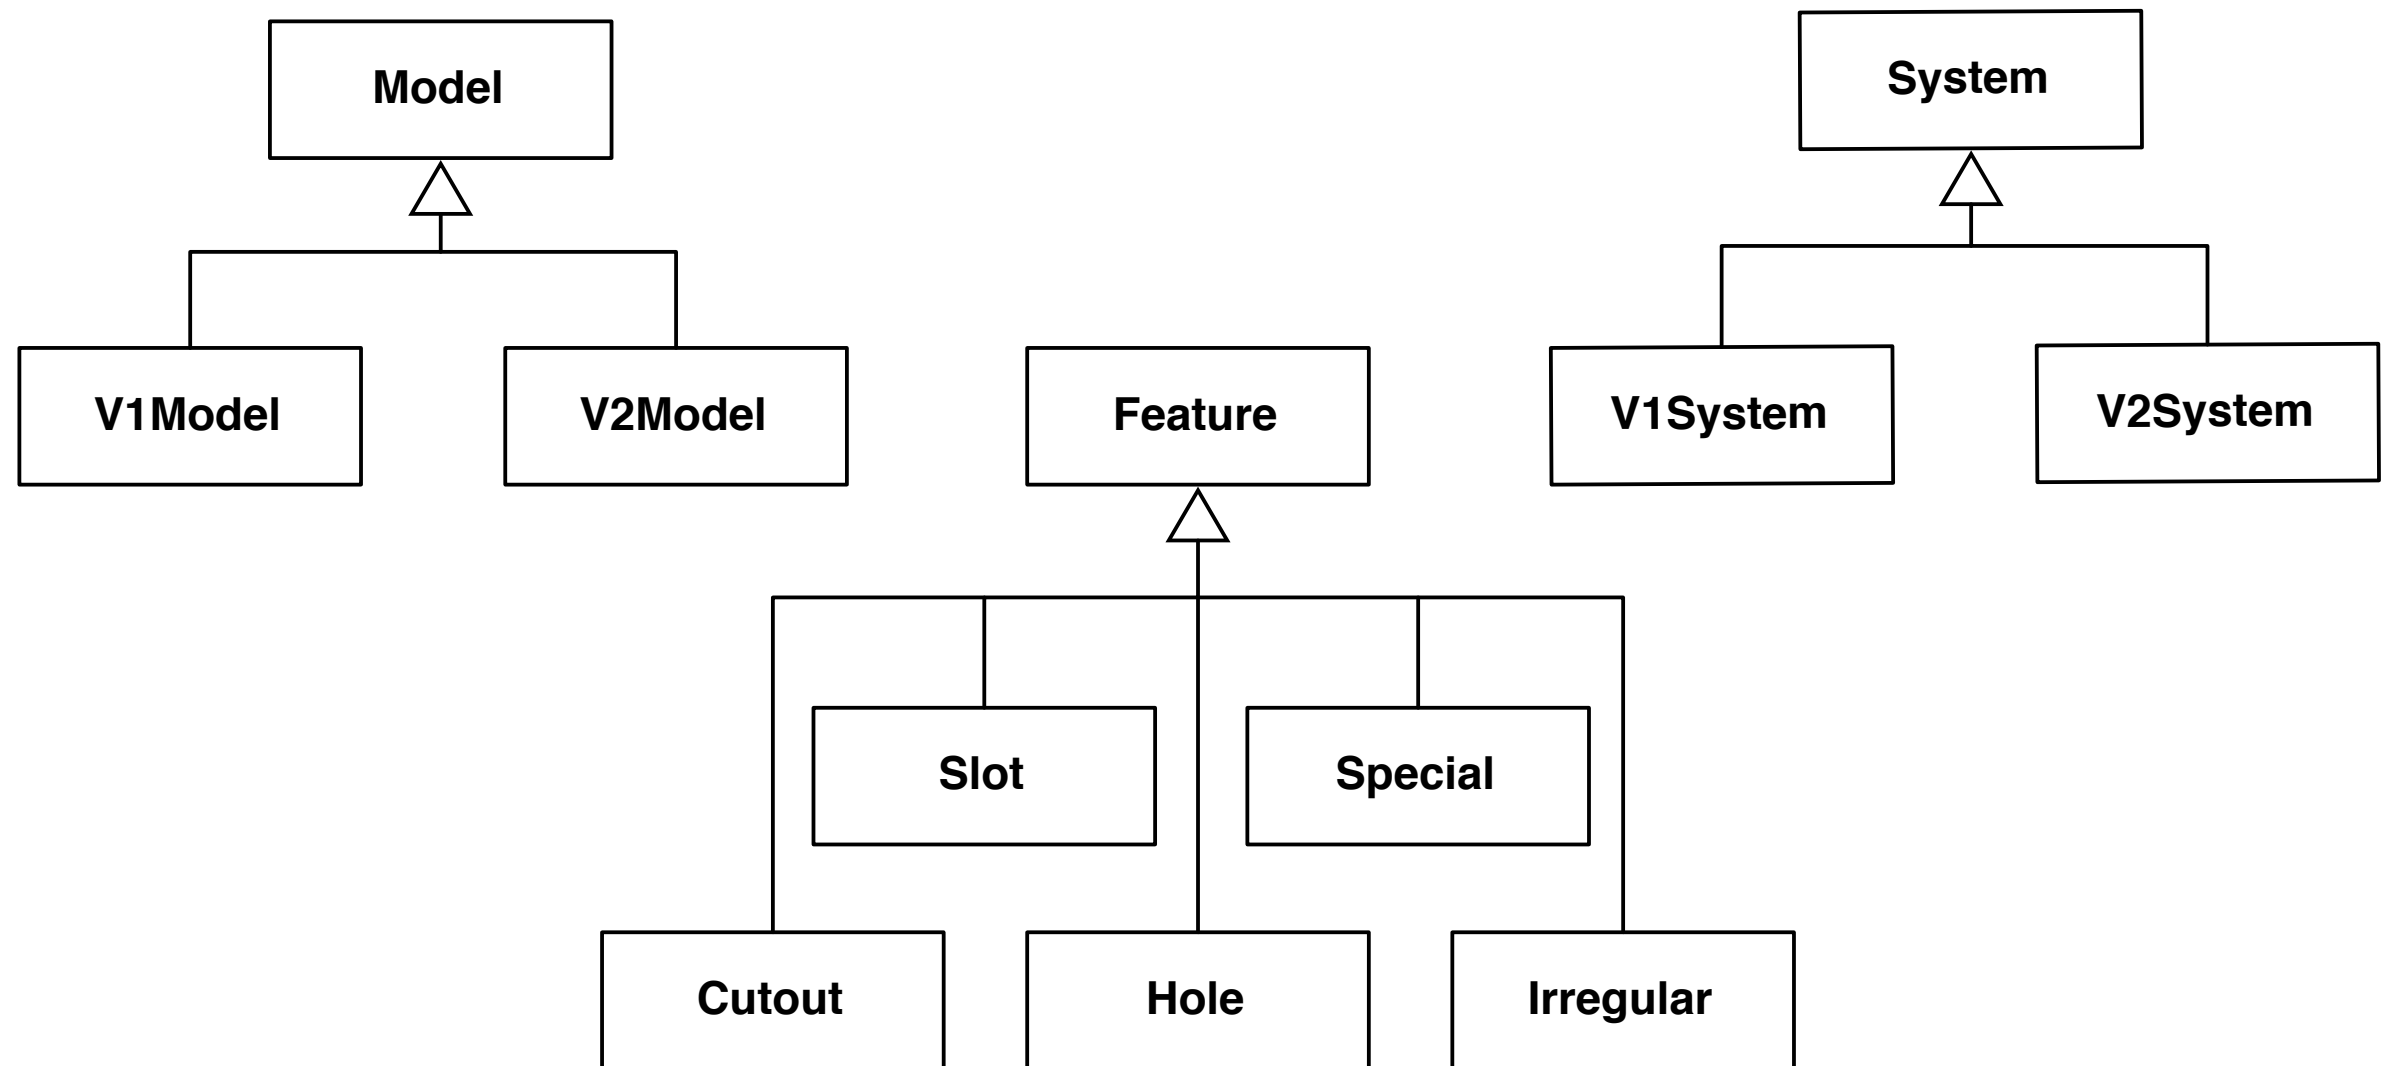 Model
System
V1Model
V2Model
Feature
V1System
V2System
Slot
Special
Cutout
Hole
Irregular